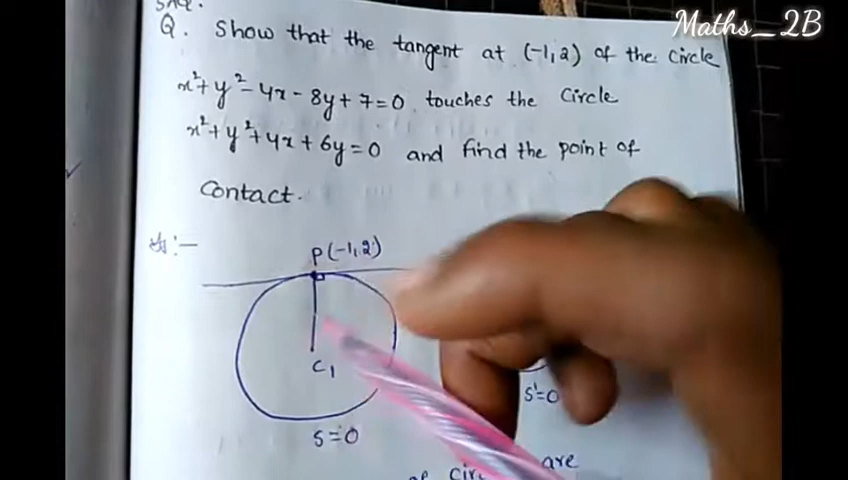 SAQ.
Maths_2B
Q. Show that the tangent at (-1,2) of the circle
x²+y²-4x-8y+7=0 touches the circle
x²+y²+4x+6y=0 and find the point of
contact.
P(-1,2)
C₁
S=0
S'=0
are